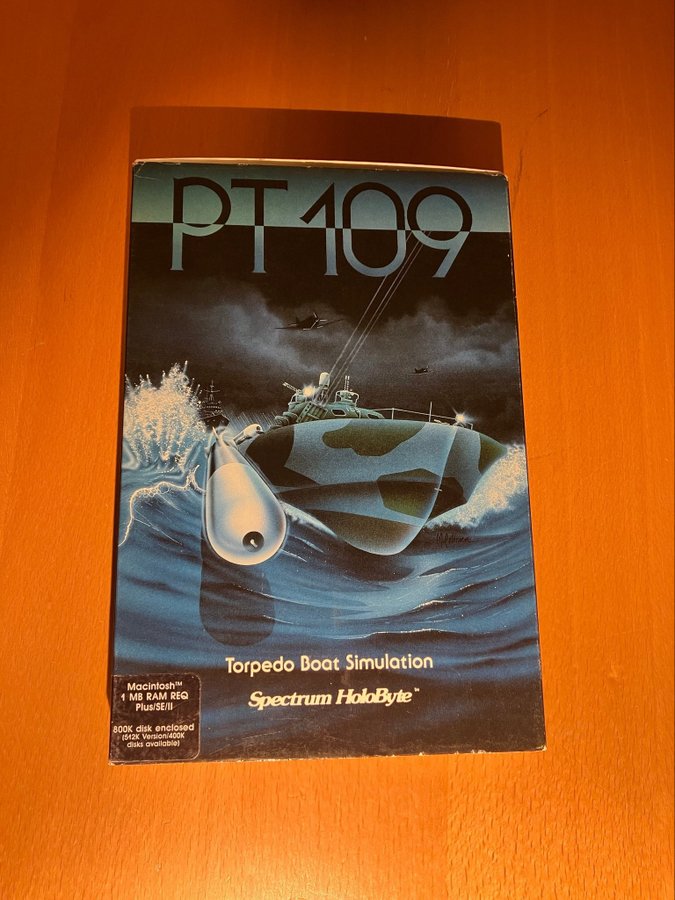 PT 109
Torpedo Boat Simulation
Spectrum HoloByte™
Macintosh™
1 MB RAM REQ
Plus/SE/II
800K disk enclosed
(512K Version/400K
disks available)